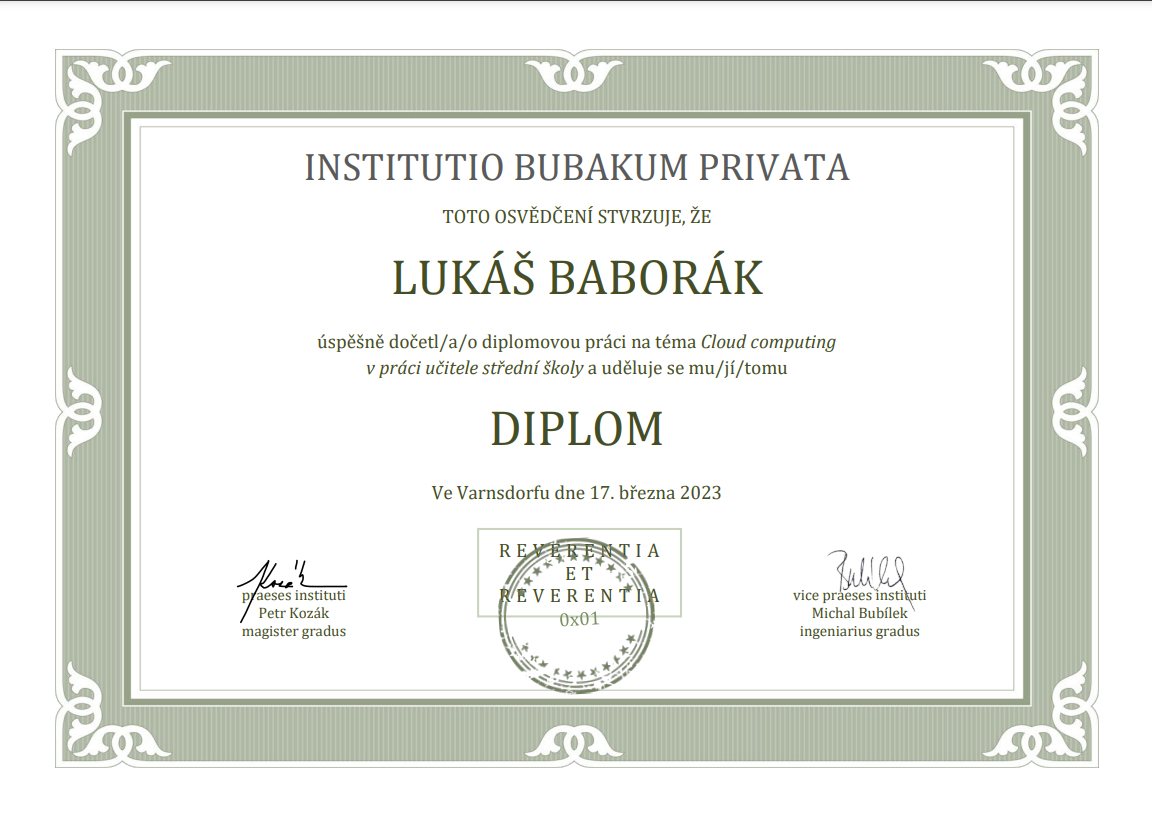 INSTITUTIO BUBAKUM PRIVATA
TOTO OSVĚDČENÍ STVRZUJE, ŽE
LUKÁŠ BABORÁK
úspěšně dočetl/a/o diplomovou práci na téma Cloud computing
v práci učitele střední školy a uděluje se mu/jí/tomu
DIPLOM
Ve Varnsdorfu dne 17. března 2023
REVERENTIA
ET
REVERENTIA
0x01
Kozák
praeses instituti
Petr Kozák
magister gradus
Bubílek
vice praeses instituti
Michal Bubílek
ingeniarius gradus